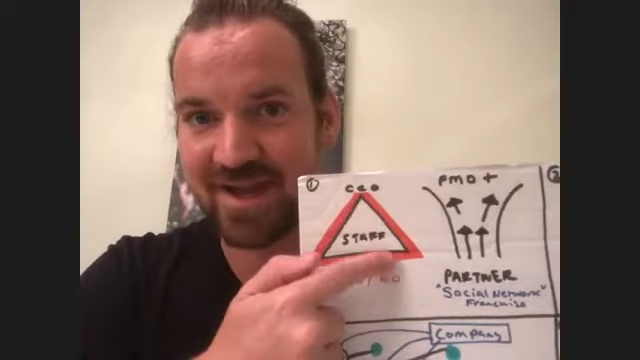 ①
CEO
STAFF
PMO +
PARTNER
"Social Network"
Franchise
②
Company